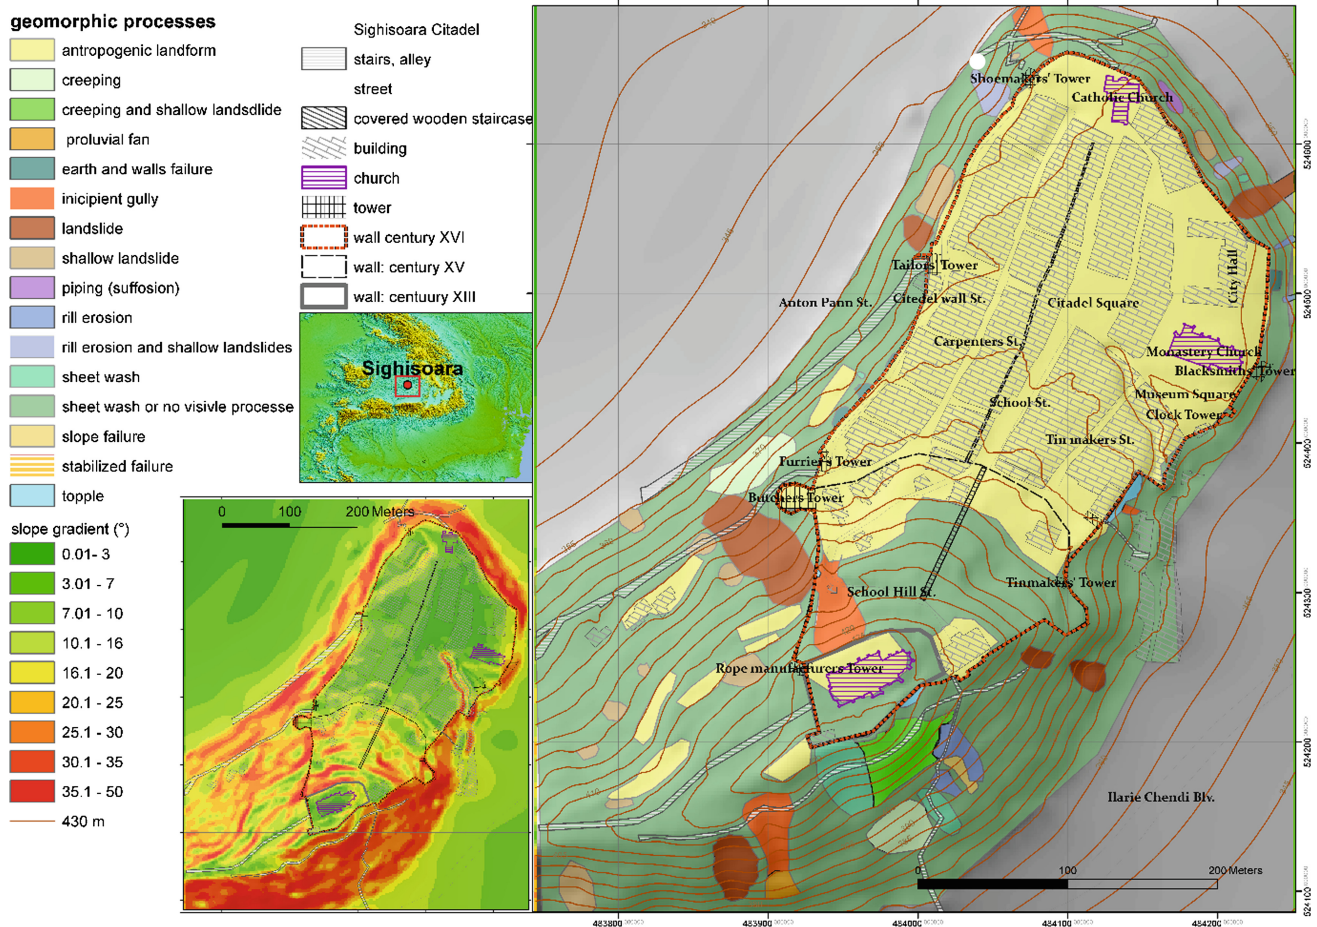 geomorphic processes
antropogenic landform
creeping
creeping and shallow landsdlide
proluvial fan
earth and walls failure
inicipient gully
landslide
shallow landslide
piping (suffosion)
rill erosion
rill erosion and shallow landslides
sheet wash
sheet wash or no visivle processe
slope failure
stabilized failure
topple
slope gradient (°)
0.01- 3
3.01 - 7
7.01 - 10
10.1 - 16
16.1 - 20
20.1 - 25
25.1 - 30
30.1 - 35
35.1 - 50
430 m
Sighisoara Citadel
stairs, alley
street
covered wooden staircase
building
church
tower
wall century XVI
wall: century XV
wall: centuury XIII
Sighisoara
0 100 200 Meters
Shoemakers' Tower
Catholic Church
Tailors' Tower
City Hall
Anton Pann St.
Citedel wall St.
Citadel Square
Carpenters St.
Monastery Church
Blacksmiths' Tower
Museum Square
School St.
Clock Tower
Tin makers St.
Furrier's Tower
Butchers Tower
School Hill St.
Tinmakers' Tower
Rope manufacturers Tower
Ilarie Chendi Blv.
0 100 200 Meters
483800
483900
484000
484100
484200
524600
524500
524400
524300
524200
524100